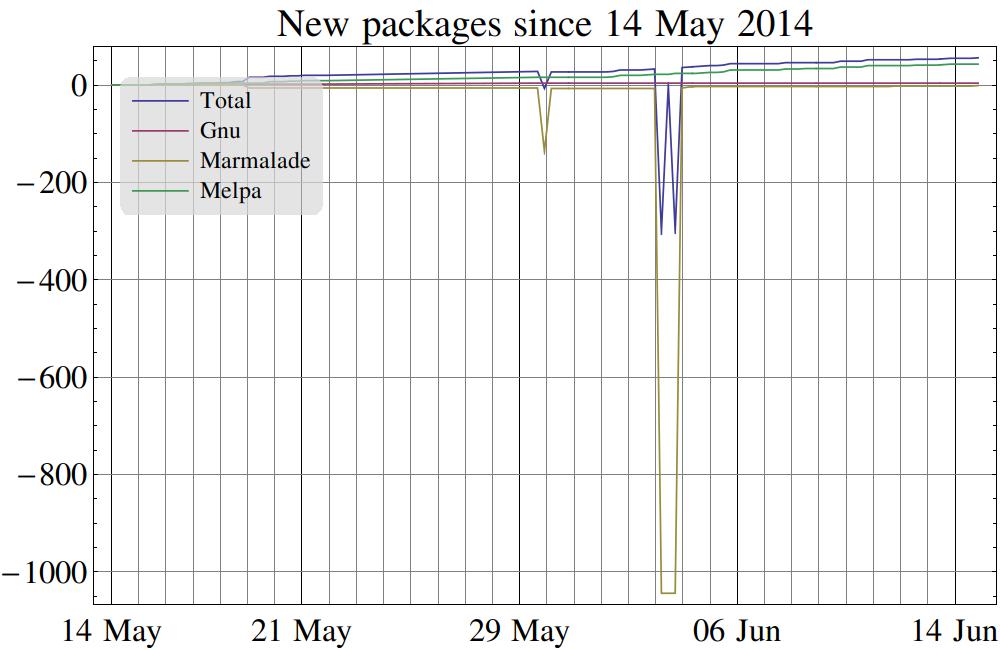 New packages since 14 May 2014
0
Total
Gnu
Marmalade
Melpa
−200
−400
−600
−800
−1000
14 May 21 May 29 May 06 Jun 14 Jun